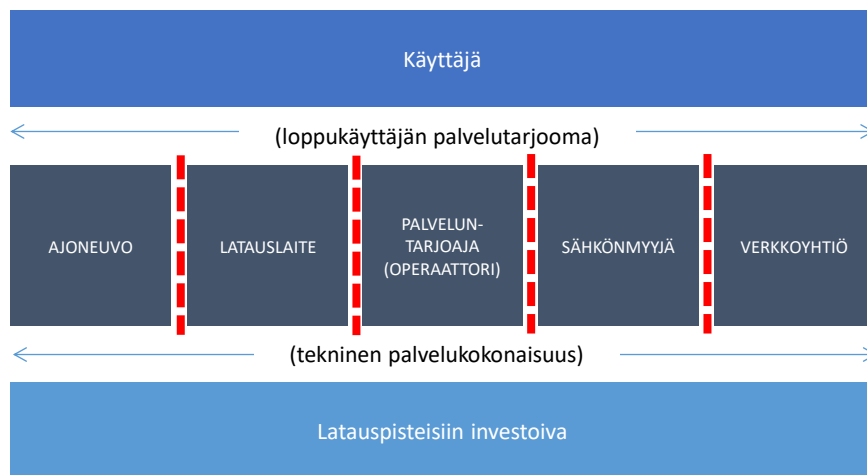 Käyttäjä
(loppukäyttäjän palvelutarjooma)
AJONEUVO
LATAUSLAITE
PALVELUN-
TARJOAJA
(OPERAATTORI)
SÄHKÖNMYYJÄ
VERKKOYHTIÖ
(tekninen palvelukokonaisuus)
Latauspisteisiin investoiva